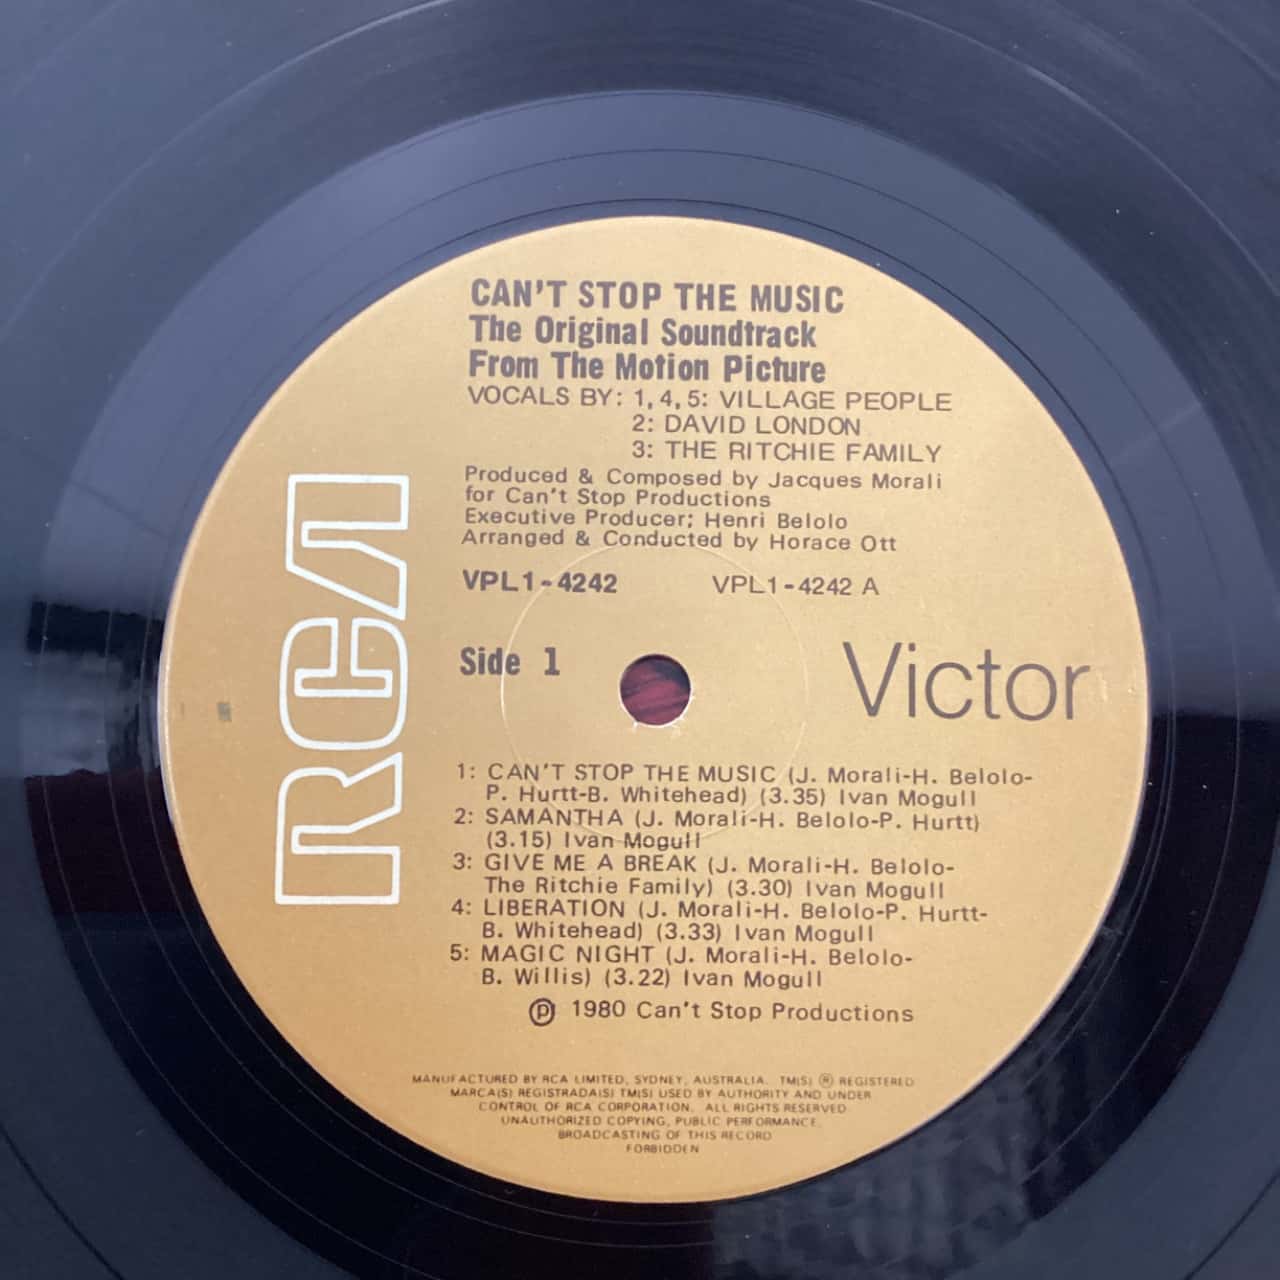 CAN'T STOP THE MUSIC
The Original Soundtrack
From The Motion Picture
VOCALS BY: 1, 4, 5: VILLAGE PEOPLE
2: DAVID LONDON
3: THE RITCHIE FAMILY
Produced & Composed by Jacques Morali
for Can't Stop Productions
Executive Producer; Henri Belolo
Arranged & Conducted by Horace Ott
VPL1-4242 VPL1-4242 A
RCA
Side 1
Victor
1: CAN'T STOP THE MUSIC (J. Morali-H. Belolo-
P. Hurtt-B. Whitehead) (3.35) Ivan Mogull
2: SAMANTHA (J. Morali-H. Belolo-P. Hurtt)
(3.15) Ivan Mogull
3: GIVE ME A BREAK (J. Morali-H. Belolo-
The Ritchie Family) (3.30) Ivan Mogull
4: LIBERATION (J. Morali-H. Belolo-P. Hurtt-
B. Whitehead) (3.33) Ivan Mogull
5: MAGIC NIGHT (J. Morali-H. Belolo-
B. Willis) (3.22) Ivan Mogull
℗ 1980 Can't Stop Productions
MANUFACTURED BY RCA LIMITED, SYDNEY, AUSTRALIA. TM(S) ® REGISTERED
MARCA(S) REGISTRADA(S) TM(S) USED BY AUTHORITY AND UNDER
CONTROL OF RCA CORPORATION. ALL RIGHTS RESERVED
UNAUTHORIZED COPYING, PUBLIC PERFORMANCE,
BROADCASTING OF THIS RECORD
FORBIDDEN